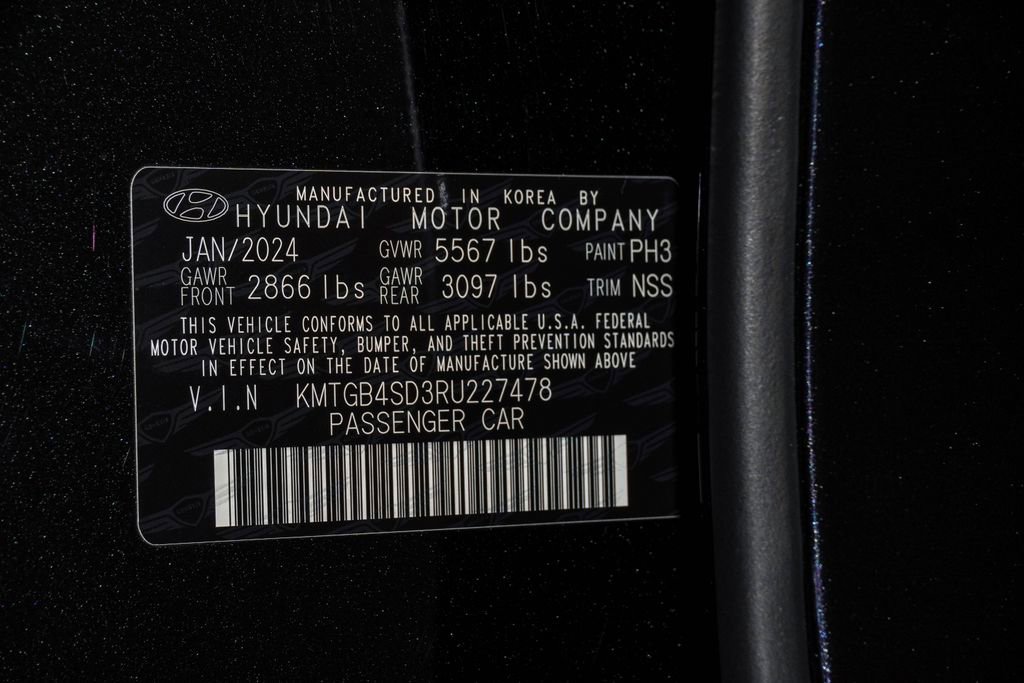 MANUFACTURED IN KOREA BY
HYUNDAI MOTOR COMPANY
JAN/2024 GVWR 5567 lbs PAINT PH3
GAWR FRONT 2866 lbs GAWR REAR 3097 lbs TRIM NSS
THIS VEHICLE CONFORMS TO ALL APPLICABLE U.S.A. FEDERAL
MOTOR VEHICLE SAFETY, BUMPER, AND THEFT PREVENTION STANDARDS
IN EFFECT ON THE DATE OF MANUFACTURE SHOWN ABOVE
V.I.N KMTGB4SD3RU227478
PASSENGER CAR